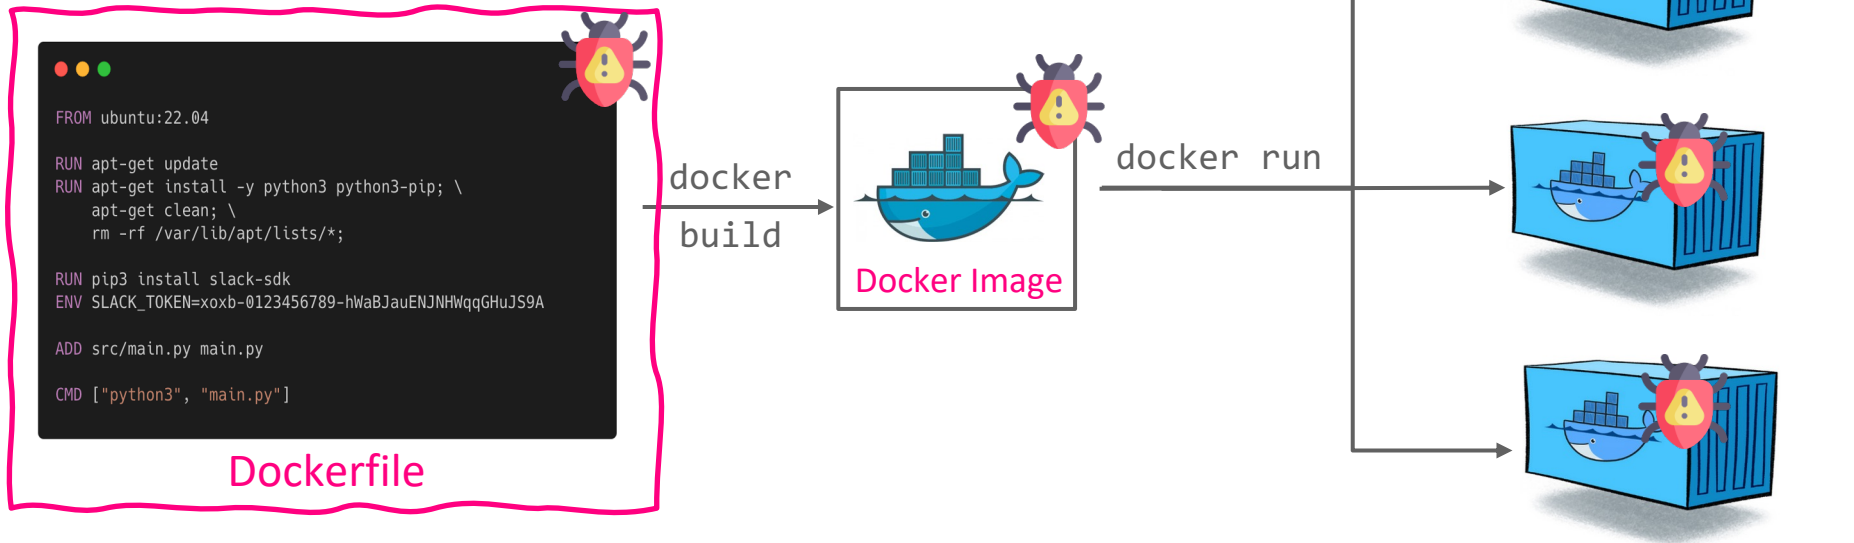 FROM ubuntu:22.04
RUN apt-get update
RUN apt-get install -y python3 python3-pip; \
apt-get clean; \
rm -rf /var/lib/apt/lists/*;
RUN pip3 install slack-sdk
ENV SLACK_TOKEN=xoxb-0123456789-hWaBJauENJNHWqqGHuJS9A
ADD src/main.py main.py
CMD ["python3", "main.py"]
Dockerfile
docker
build
Docker Image
docker run